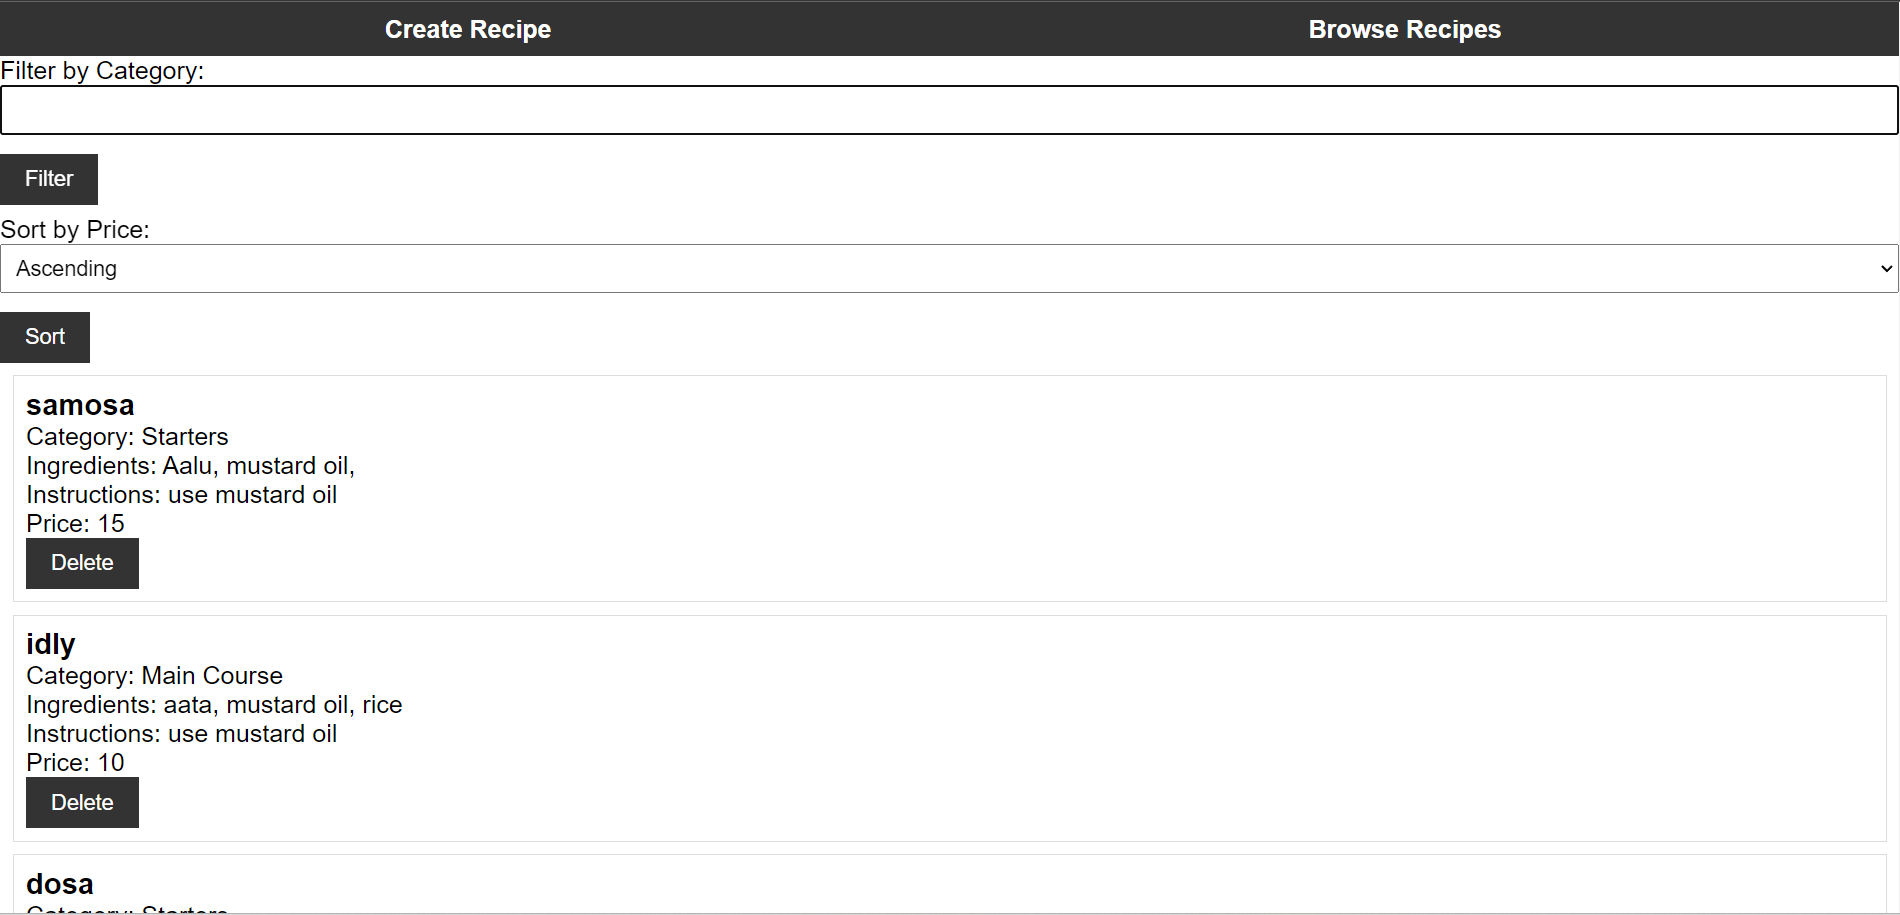 Create Recipe Browse Recipes
Filter by Category:
Filter
Sort by Price:
Ascending
Sort
samosa
Category: Starters
Ingredients: Aalu, mustard oil,
Instructions: use mustard oil
Price: 15
Delete
idly
Category: Main Course
Ingredients: aata, mustard oil, rice
Instructions: use mustard oil
Price: 10
Delete
dosa
Category: Starters